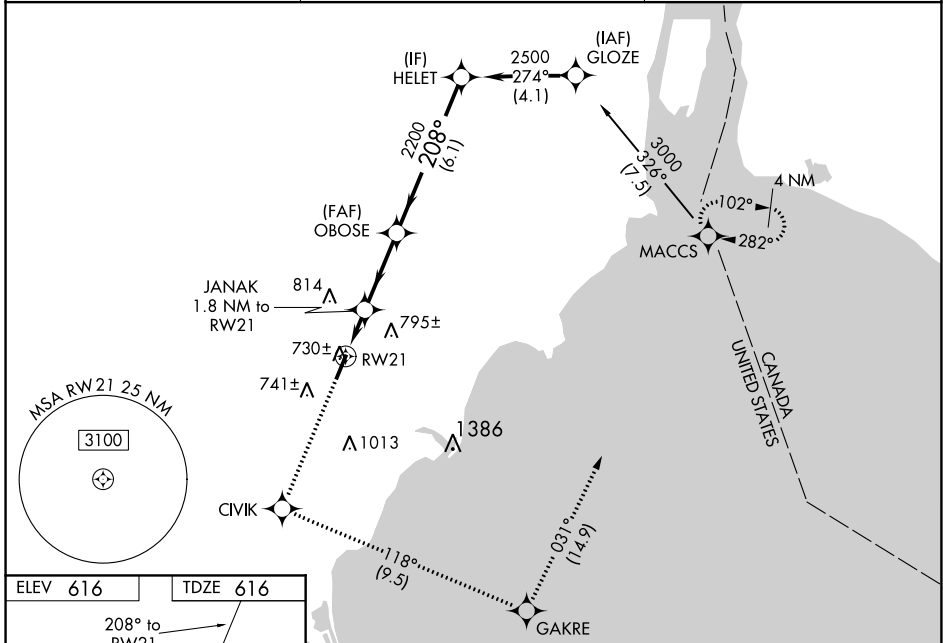 (IAF)
GLOZE
2500
274°
(4.1)
(IF)
HELET
2200
208°
(6.1)
3000
326°
(7.5)
4 NM
102°
282°
MACCS
(FAF)
OBOSE
JANAK
1.8 NM to
RW21
814
795±
730±
RW21
741±
CANADA
UNITED STATES
MSA RW21 25 NM
3100
1013
1386
CIVIK
118°
(9.5)
031°
(14.9)
GAKRE
ELEV 616
TDZE 616
208° to
RW21